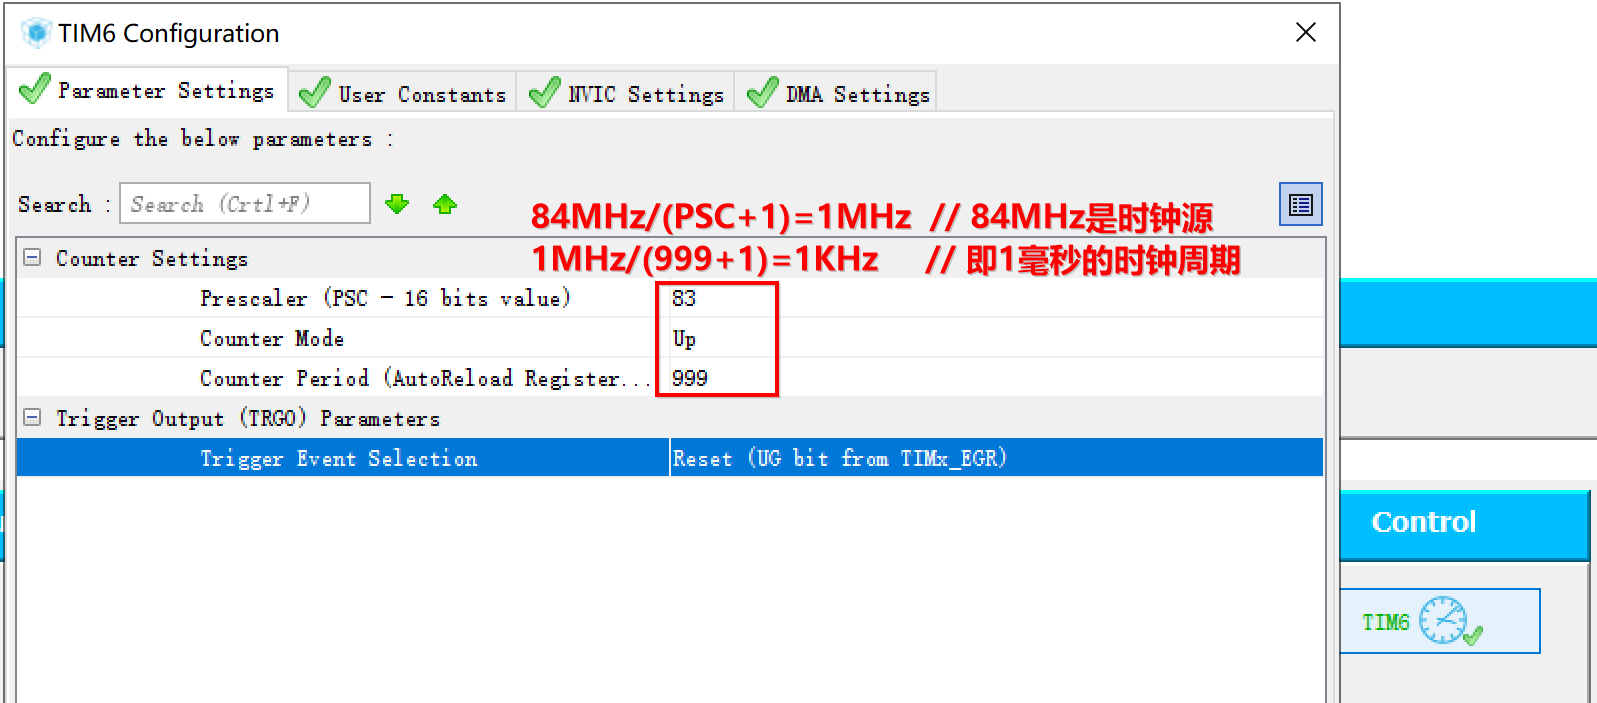 TIM6 Configuration
Parameter Settings
User Constants
NVIC Settings
DMA Settings
Configure the below parameters :
Search :
Search (Crtl+F)
84MHz/(PSC+1)=1MHz // 84MHz是时钟源
1MHz/(999+1)=1KHz // 即1毫秒的时钟周期
Counter Settings
Prescaler (PSC - 16 bits value) 83
Counter Mode Up
Counter Period (AutoReload Register... 999
Trigger Output (TRGO) Parameters
Trigger Event Selection Reset (UG bit from TIMx_EGR)
Control
TIM6